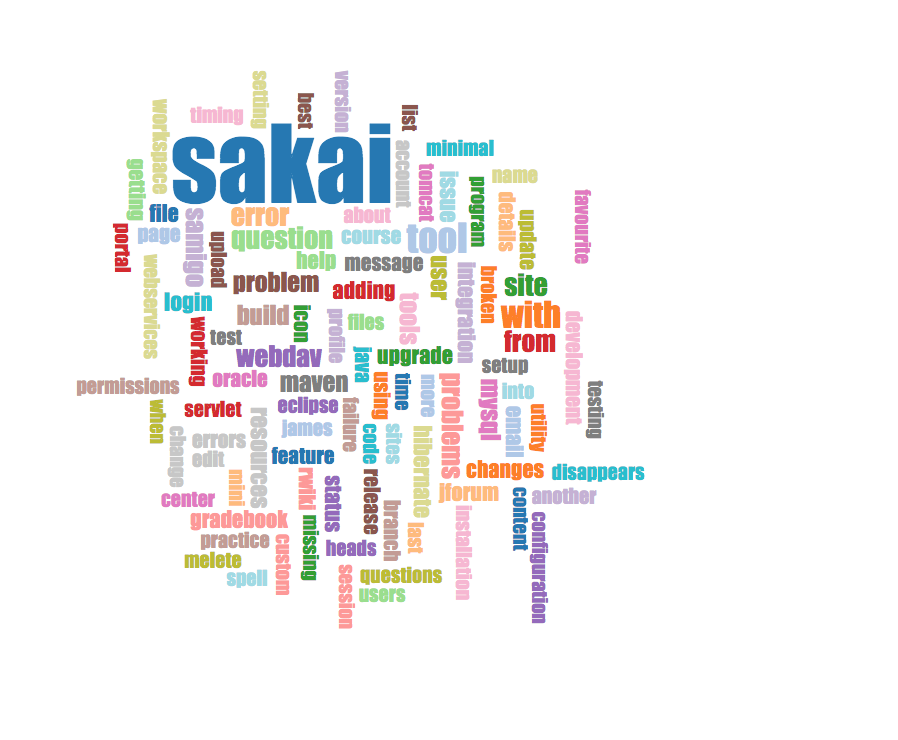 setting
version
best
workspace
timing
list
sakai
account
minimal
getting
tomcat
issue
program
name
favourite
details
file
samigo
error
about
update
portal
page
upload
question
course
tool
webservices
help
message
user
integration
broken
problem
adding
site
login
tools
with
build
icon
profile
files
development
working
test
from
webdav
java
upgrade
setup
permissions
oracle
maven
using
time
more
problems
mysql
into
testing
when
servlet
eclipse
failure
email
utility
resources
james
code
sites
hibernate
change
errors
edit
feature
changes
disappears
mini
rwiki
status
release
center
jforum
content
another
gradebook
missing
branch
last
installation
configuration
practice
custom
heads
melete
spell
session
questions
users